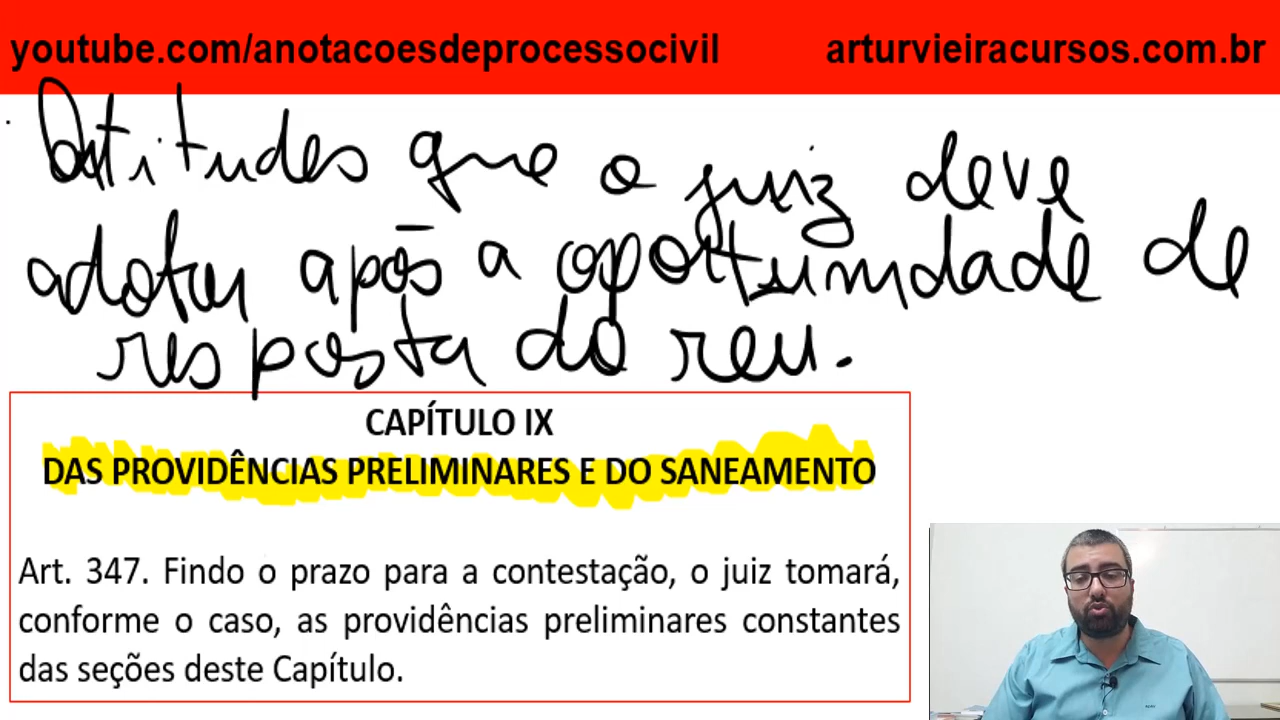 youtube.com/anotacoesdeprocessocivil arturvieiracursos.com.br
Atitudes que o juiz deve
adotar após a oportunidade de
resposta do réu.
CAPÍTULO IX
DAS PROVIDÊNCIAS PRELIMINARES E DO SANEAMENTO
Art. 347. Findo o prazo para a contestação, o juiz tomará,
conforme o caso, as providências preliminares constantes
das seções deste Capítulo.